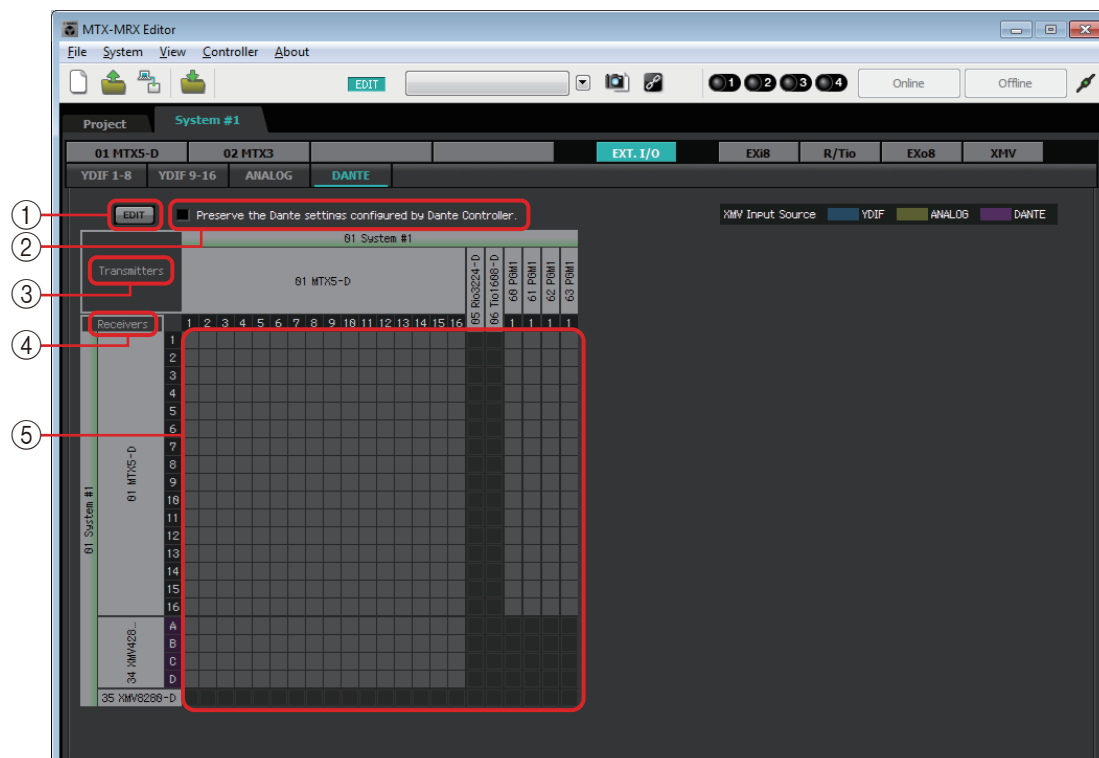 MTX-MRX Editor
File System View Controller About
EDIT 1 2 3 4 Online Offline
Project System #1
01 MTX5-D 02 MTX3 EXT. I/O EXi8 R/Tio EXo8 XMV
YDIF 1-8 YDIF 9-16 ANALOG DANTE
1 EDIT Preserve the Dante settings configured by Dante Controller. XMV Input Source YDIF ANALOG DANTE
2
01 System #1
3 Transmitters 01 MTX5-D 05 Rio3224-D 06 Tio1608-D 60 PGM1 61 PGM1 62 PGM1 63 PGM1
4 Receivers 1 2 3 4 5 6 7 8 9 10 11 12 13 14 15 16 1 1 1 1
5
01 System #1
01 MTX5-D
1
2
3
4
5
6
7
8
9
10
11
12
13
14
15
16
34 XMV428...
A
B
C
D
35 XMV8280-D